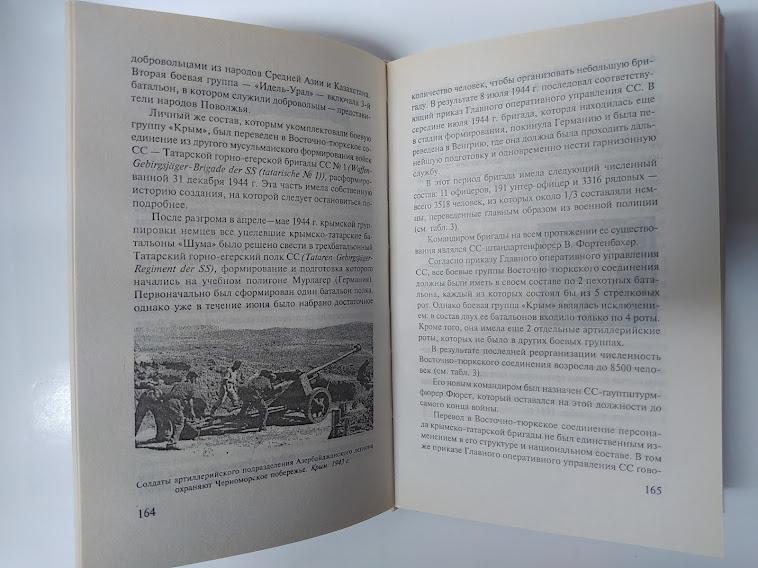 добровольцами из народов Средней Азии и Казахстана.
Вторая боевая группа — «Идель-Урал» — включала 3-й
батальон, в котором служили добровольцы — представи-
тели народов Поволжья.
Личный же состав, которым укомплектовали боевую
группу «Крым», был переведен в Восточно-тюркское со-
единение из другого мусульманского формирования войск
СС — Татарской горно-егерской бригады СС № 1 (Waffen-
Gebirgsjäger-Brigade der SS (tatarische № 1)), расформиро-
ванной 31 декабря 1944 г. Эта часть имела собственную
историю создания, на которой следует остановиться по-
подробнее.
После разгрома в апреле—мае 1944 г. крымской груп-
пировки немцев все уцелевшие крымско-татарские ба-
тальоны «Шума» было решено свести в трехбатальонный
Татарский горно-егерский полк СС (Tataren-Gebirgsjäger-
Regiment der SS), формирование и подготовка которого
начались на учебном полигоне Мурлагер (Германия).
Первоначально был сформирован один батальон полка,
однако уже в течение июня было набрано достаточное
Солдаты артиллерийского подразделения Азербайджанского легиона
охраняют Черноморское побережье. Крым. 1943 г.
164
количество человек, чтобы организовать небольшую бри-
гаду. В результате 8 июля 1944 г. последовал соответству-
ющий приказ Главного оперативного управления СС. В
середине июля 1944 г. бригада, которая находилась еще
в стадии формирования, покинула Германию и была пе-
реведена в Венгрию, где она должна была проходить даль-
нейшую подготовку и одновременно нести гарнизонную
службу.
В этот период бригада имела следующий численный
состав: 11 офицеров, 191 унтер-офицер и 3316 рядовых —
всего 3518 человек, из которых около 1/3 составляли нем-
цы, переведенные главным образом из военной полиции
(см. табл. 3).
Командиром бригады на всем протяжении ее существо-
вания являлся СС-штандартенфюрер В. Фортенбахер.
Согласно приказу Главного оперативного управления
СС, все боевые группы Восточно-тюркского соединения
должны были иметь в своем составе по 2 пехотных бата-
льона, каждый из которых состоял бы из 5 стрелковых
рот. Однако боевая группа «Крым» являлась исключени-
ем: в состав двух ее батальонов входило только по 4 роты.
Кроме того, она имела еще 2 отдельные артиллерийские
роты, которых не было в других боевых группах.
В результате последней реорганизации численность
Восточно-тюркского соединения возросла до 8500 чело-
век (см. табл. 3).
Его новым командиром был назначен СС-гауптштурм-
фюрер Фюрст, который оставался на этой должности до
самого конца войны.
Перевод в Восточно-тюркское соединение персона-
ла крымско-татарской бригады не был единственным из-
менением в его структуре и национальном составе. В том
же приказе Главного оперативного управления СС гово-
165